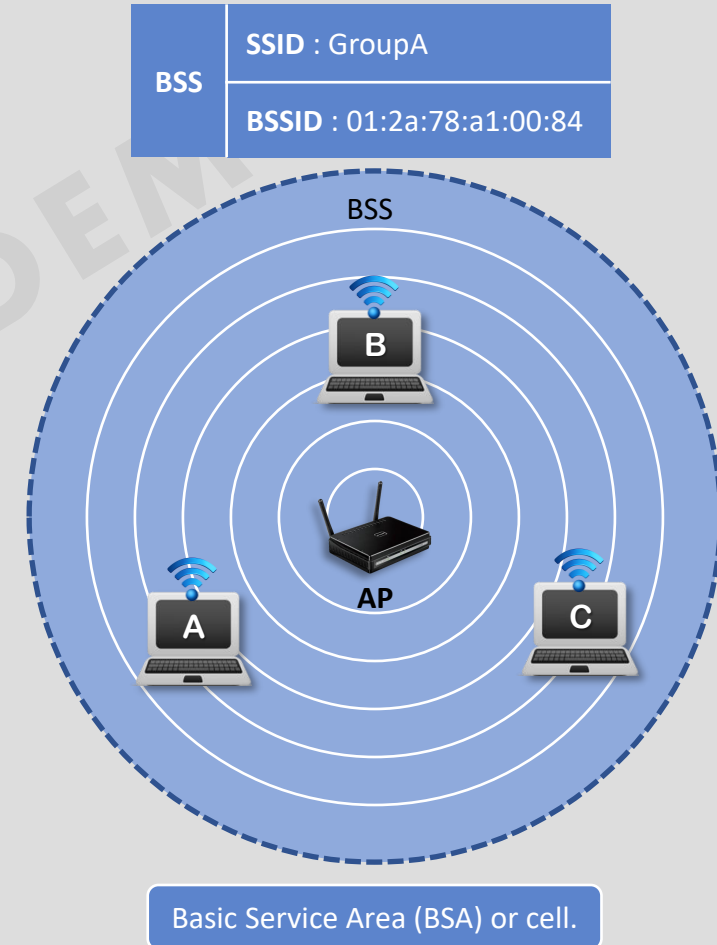 BSS
SSID : GroupA
BSSID : 01:2a:78:a1:00:84
BSS
B
A
C
AP
Basic Service Area (BSA) or cell.